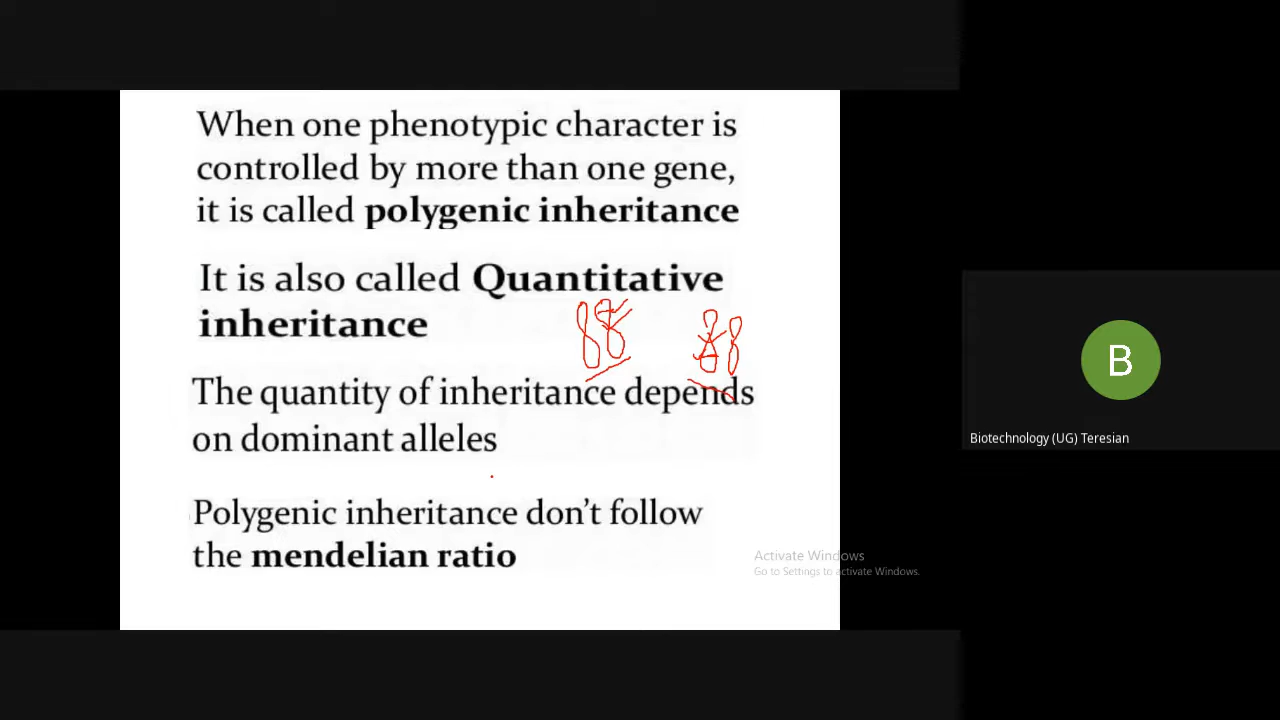 When one phenotypic character is
controlled by more than one gene,
it is called polygenic inheritance
It is also called Quantitative
inheritance
The quantity of inheritance depends
on dominant alleles
Polygenic inheritance don't follow
the mendelian ratio
Activate Windows
Go to Settings to activate Windows.
B
Biotechnology (UG) Teresian